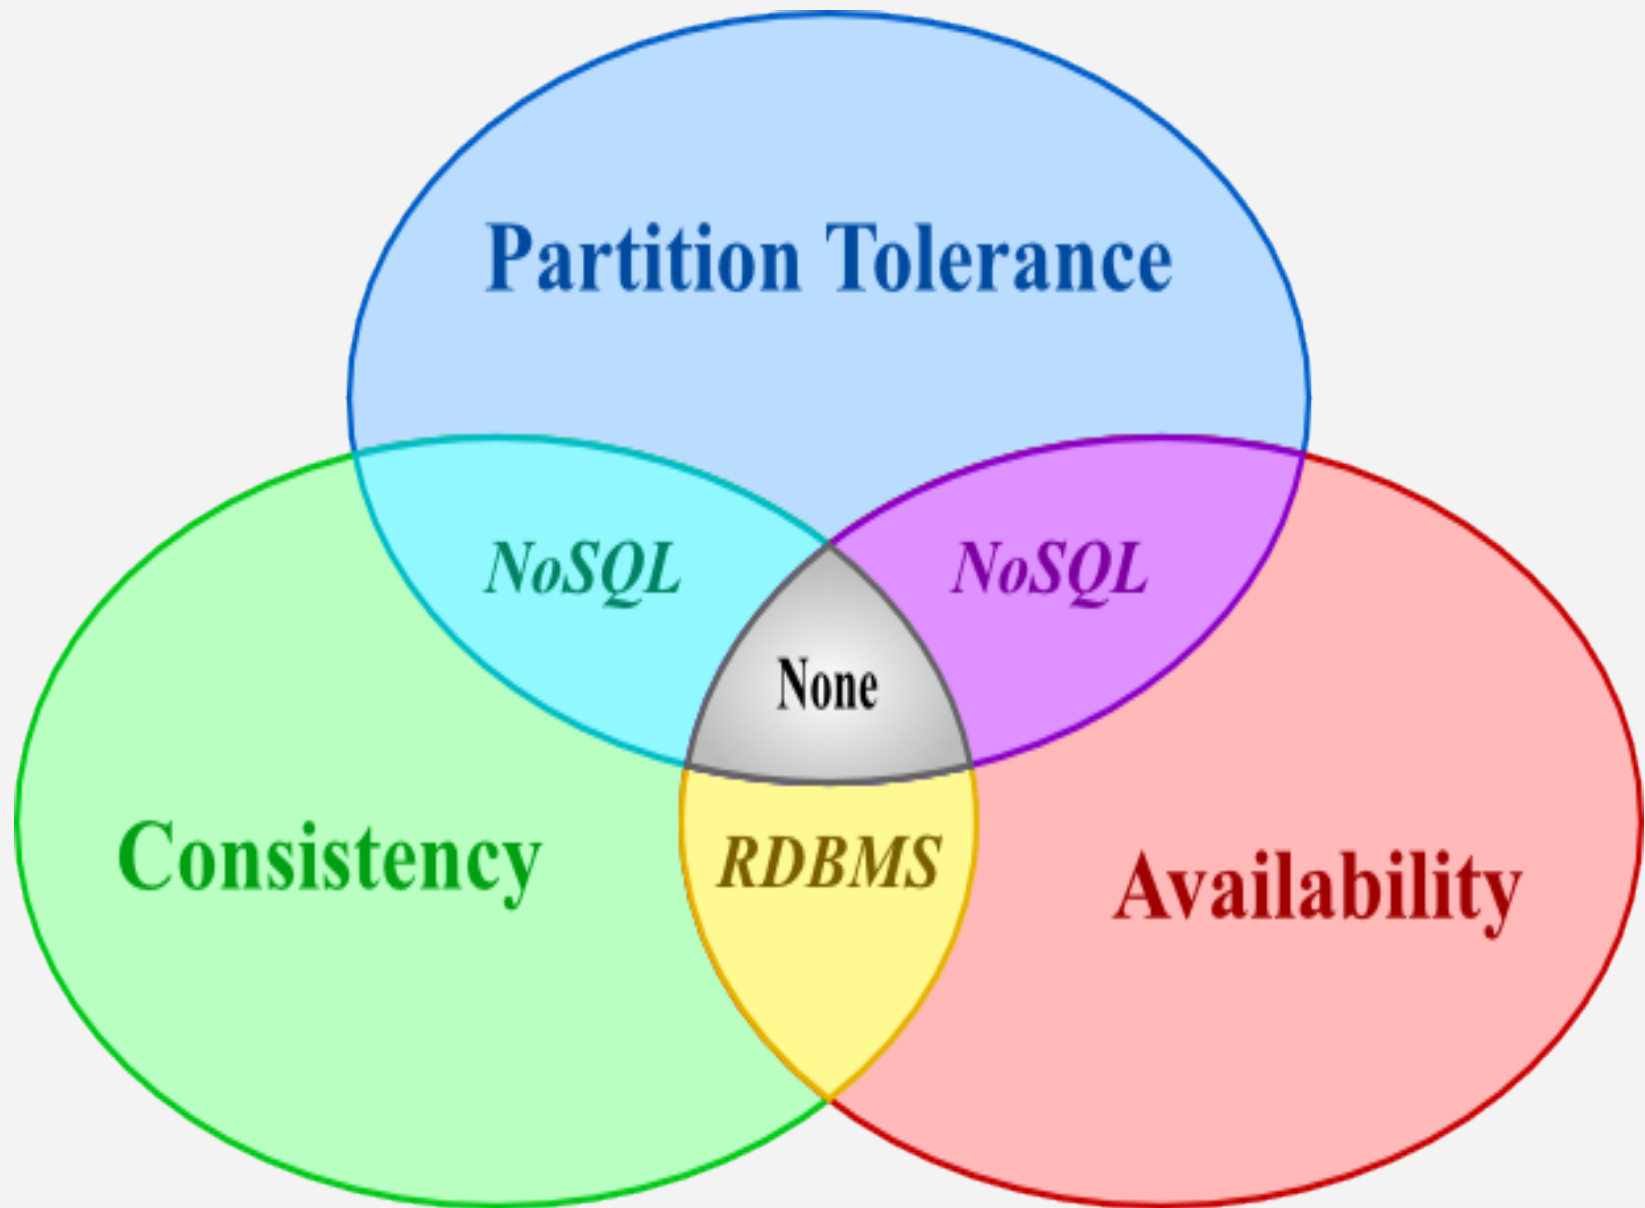 Partition Tolerance
NoSQL
NoSQL
None
Consistency
RDBMS
Availability